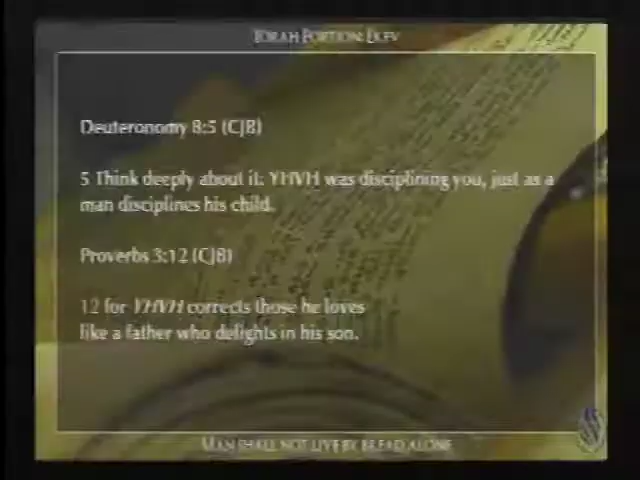 TORAH PORTION: EKEV
Deuteronomy 8:5 (CJB)
5 Think deeply about it: YHVH was disciplining you, just as a
man disciplines his child.
Proverbs 3:12 (CJB)
12 for YHVH corrects those he loves
like a father who delights in his son.
MAN SHALL NOT LIVE BY BREAD ALONE